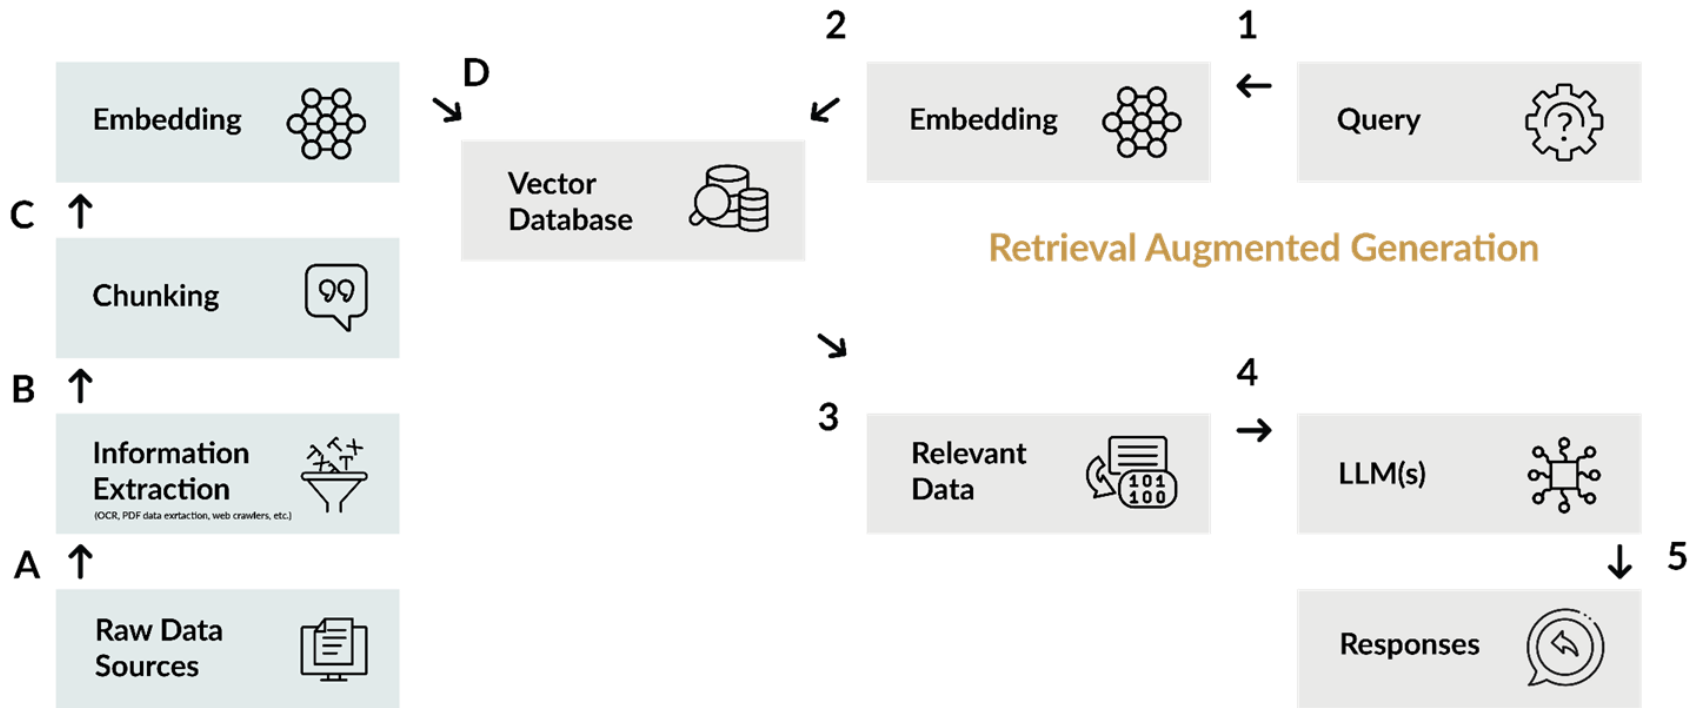 2
1
D
Embedding
Embedding
Query
?
Vector
Database
C
Retrieval Augmented Generation
Chunking
B
4
3
Information
Extraction
(OCR, PDF data exrtaction, web crawlers, etc.)
T T X
X T
Relevant
Data
101
100
LLM(s)
A
5
Raw Data
Sources
Responses